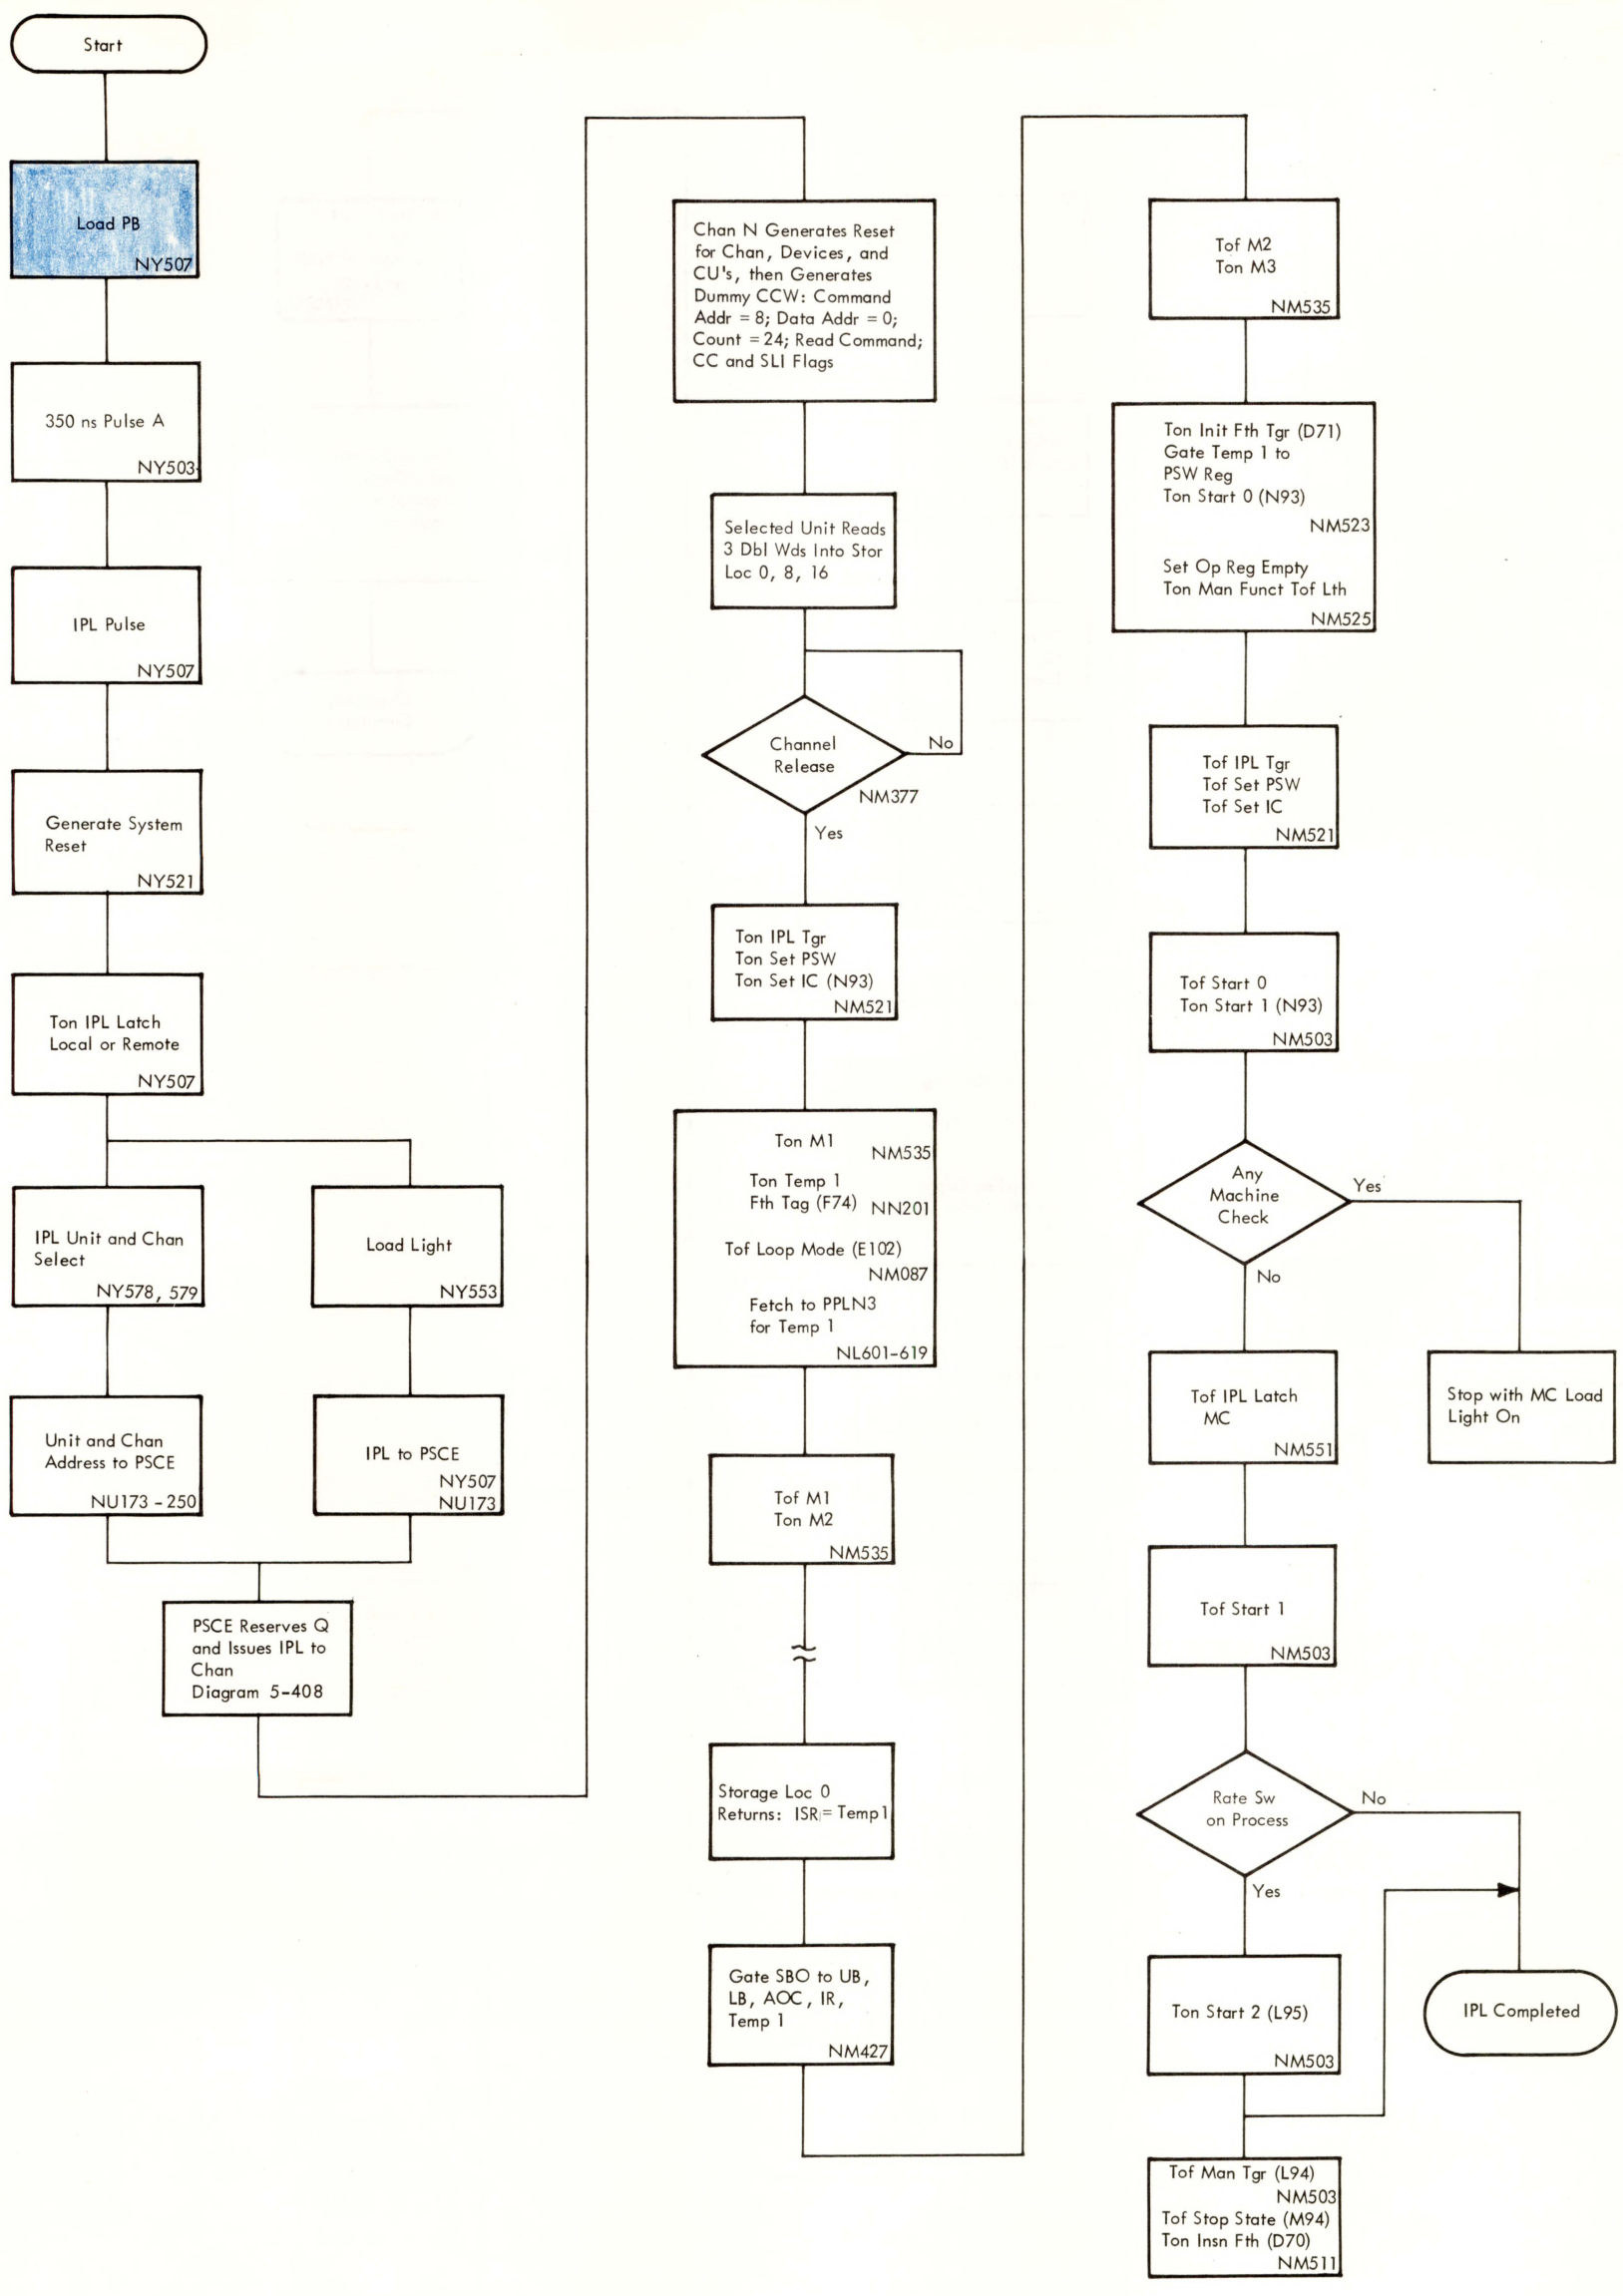 Start
Load PB
NY507
350 ns Pulse A
NY503
IPL Pulse
NY507
Generate System
Reset
NY521
Ton IPL Latch
Local or Remote
NY507
IPL Unit and Chan
Select
NY578, 579
Load Light
NY553
Unit and Chan
Address to PSCE
NU173 - 250
IPL to PSCE
NY507
NU173
PSCE Reserves Q
and Issues IPL to
Chan
Diagram 5-408
Chan N Generates Reset
for Chan, Devices, and
CU's, then Generates
Dummy CCW: Command
Addr = 8; Data Addr = 0;
Count = 24; Read Command;
CC and SLI Flags
Selected Unit Reads
3 Dbl Wds Into Stor
Loc 0, 8, 16
Channel
Release
No
NM377
Yes
Ton IPL Tgr
Ton Set PSW
Ton Set IC (N93)
NM521
Ton M1
NM535
Ton Temp 1
Fth Tag (F74) NN201
Tof Loop Mode (E102)
NM087
Fetch to PPLN3
for Temp 1
NL601-619
Tof M1
Ton M2
NM535
Storage Loc 0
Returns: ISR = Temp1
Gate SBO to UB,
LB, AOC, IR,
Temp 1
NM427
Tof M2
Ton M3
NM535
Ton Init Fth Tgr (D71)
Gate Temp 1 to
PSW Reg
Ton Start 0 (N93)
NM523
Set Op Reg Empty
Ton Man Funct Tof Lth
NM525
Tof IPL Tgr
Tof Set PSW
Tof Set IC
NM521
Tof Start 0
Ton Start 1 (N93)
NM503
Any
Machine
Check
Yes
No
Tof IPL Latch
MC
NM551
Stop with MC Load
Light On
Tof Start 1
NM503
Rate Sw
on Process
No
Yes
Ton Start 2 (L95)
NM503
IPL Completed
Tof Man Tgr (L94)
NM503
Tof Stop State (M94)
Ton Insn Fth (D70)
NM511